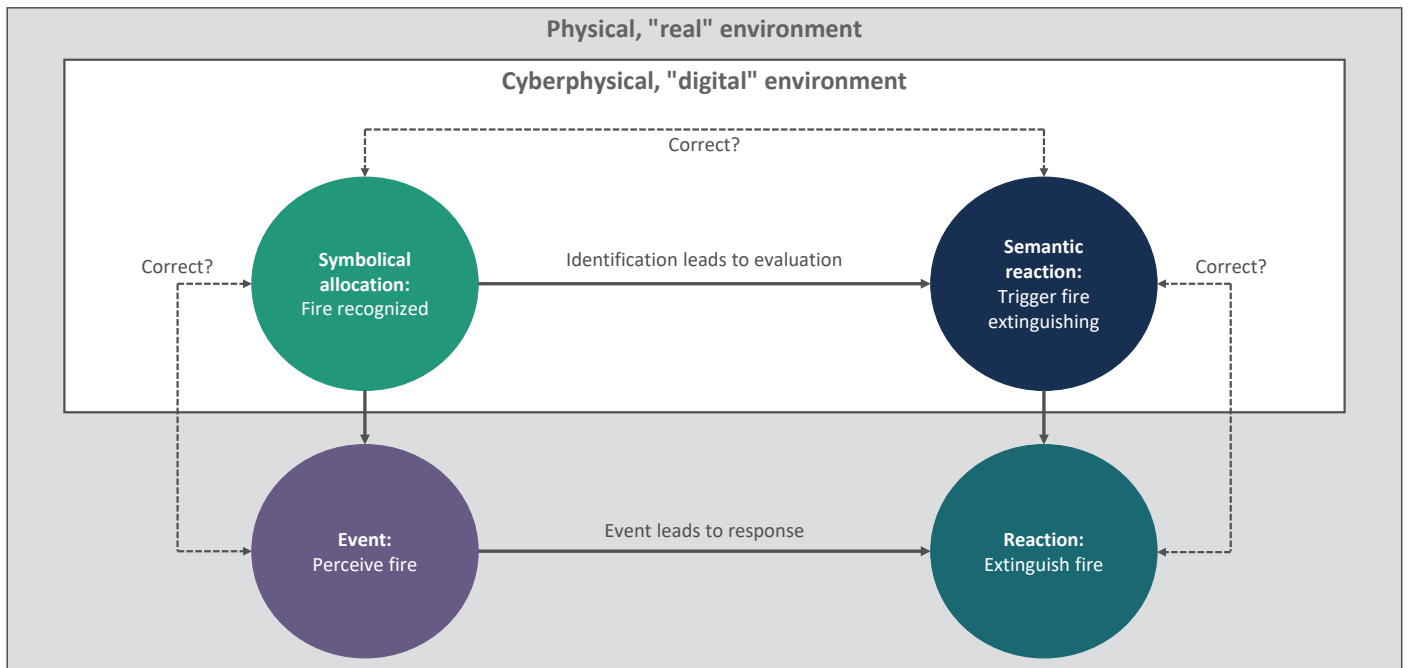 Physical, "real" environment
Cyberphysical, "digital" environment
Correct?
Symbolical
allocation:
Fire recognized
Identification leads to evaluation
Semantic
reaction:
Trigger fire
extinguishing
Correct?
Correct?
Event:
Perceive fire
Event leads to response
Reaction:
Extinguish fire